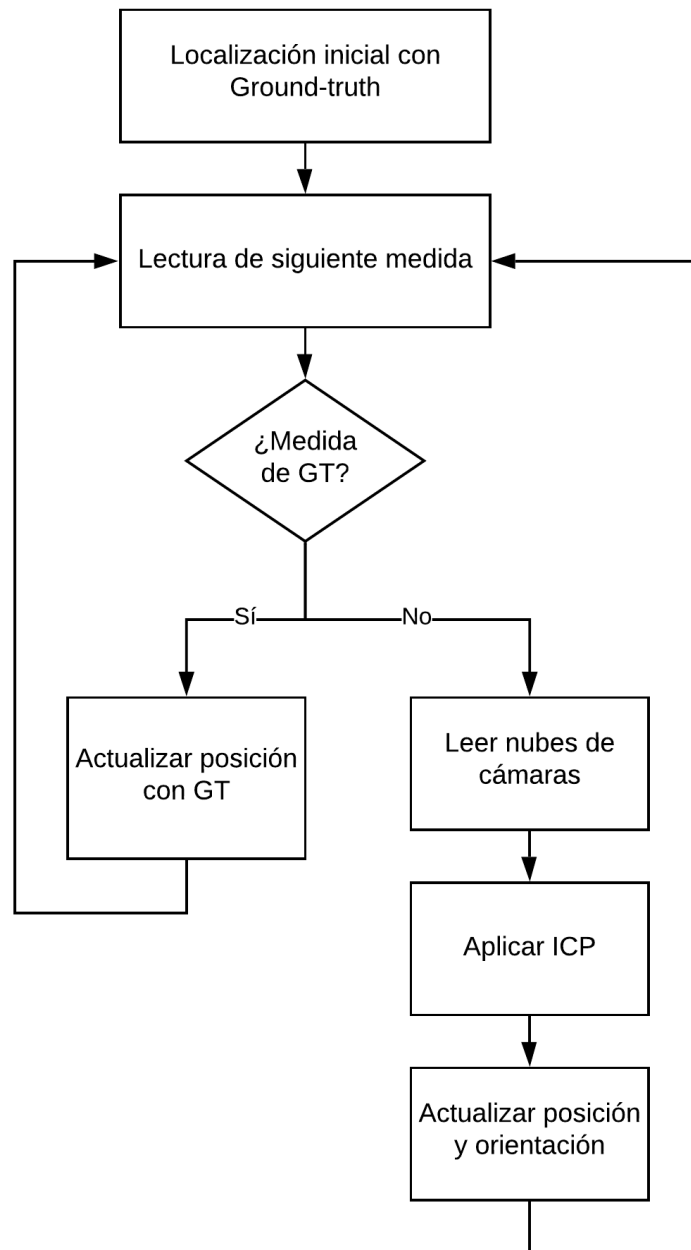 Localización inicial con
Ground-truth
Lectura de siguiente medida
¿Medida
de GT?
Sí
No
Actualizar posición
con GT
Leer nubes de
cámaras
Aplicar ICP
Actualizar posición
y orientación